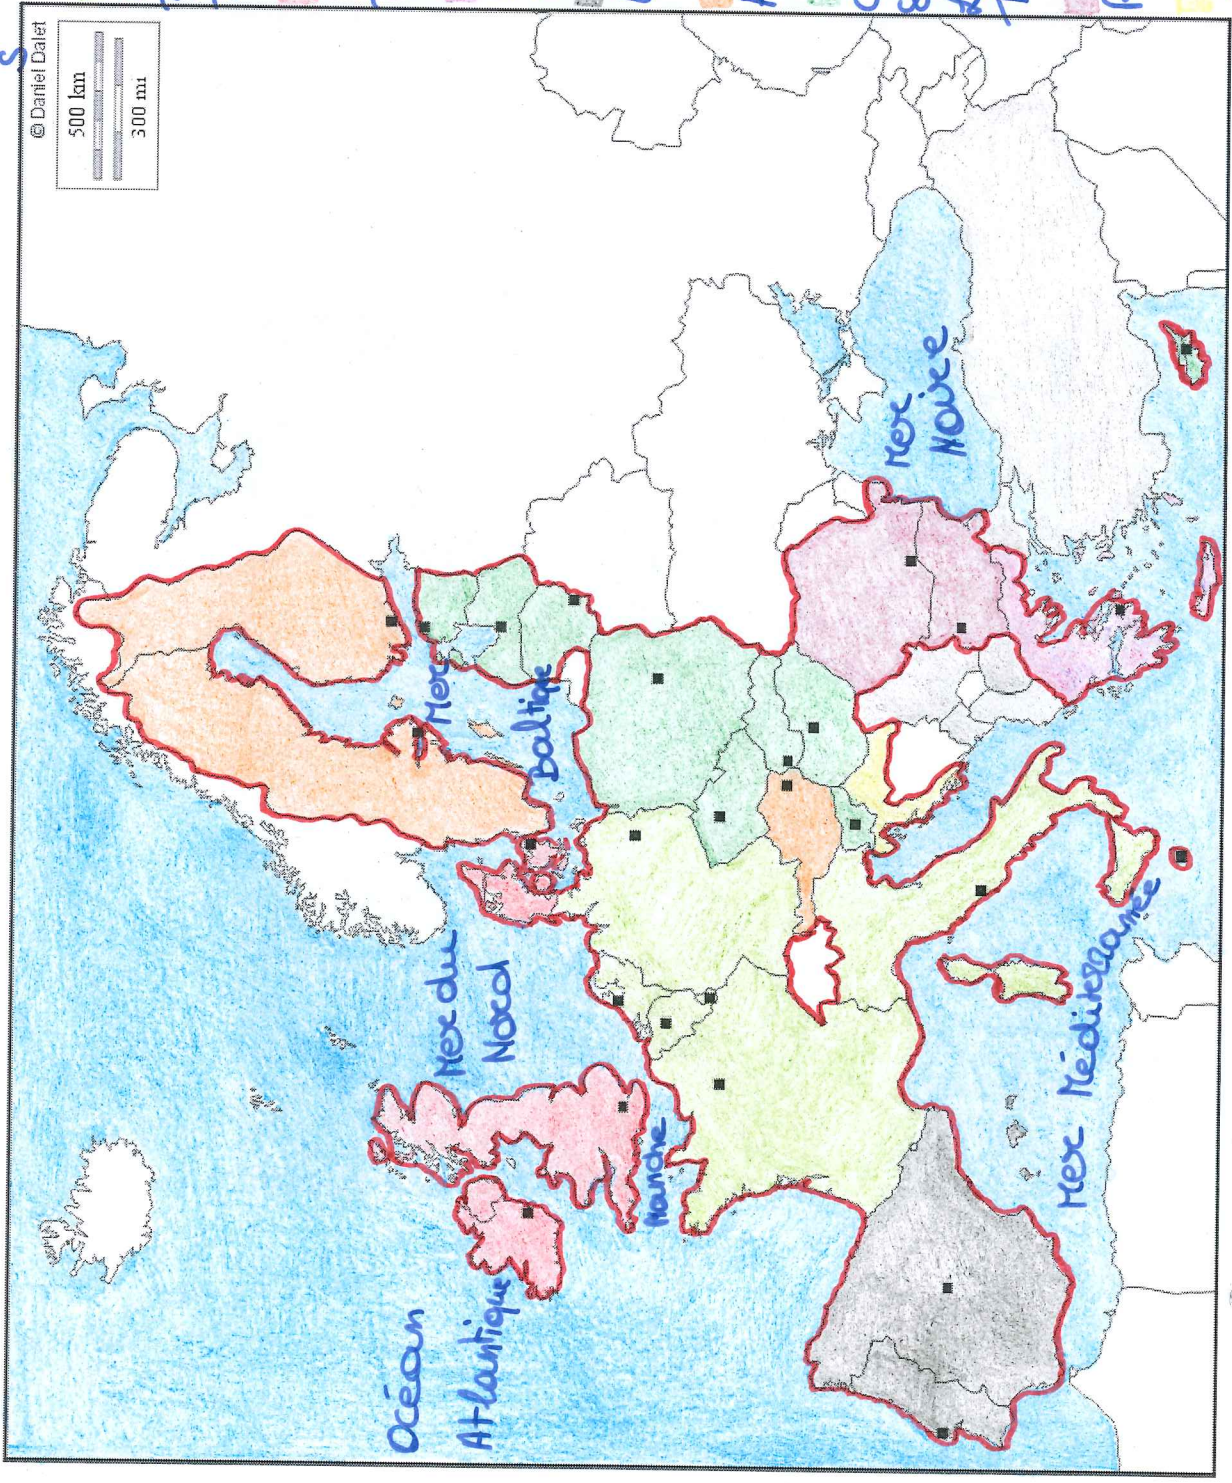 © Daniel Dalet
500 km
300 mi
Océan
Atlantique
Mer du
Nord
Manche
Mer
Baltique
Mer
Noire
Mer Méditerranée